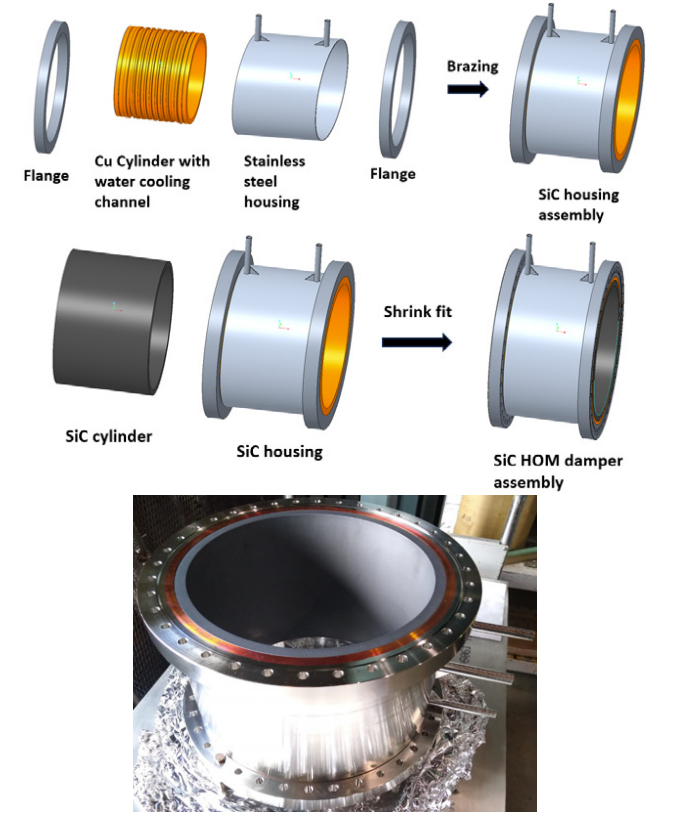 Brazing
Flange
Cu Cylinder with
water cooling
channel
Stainless
steel
housing
Flange
SiC housing
assembly
Shrink fit
SiC cylinder
SiC housing
SiC HOM damper
assembly